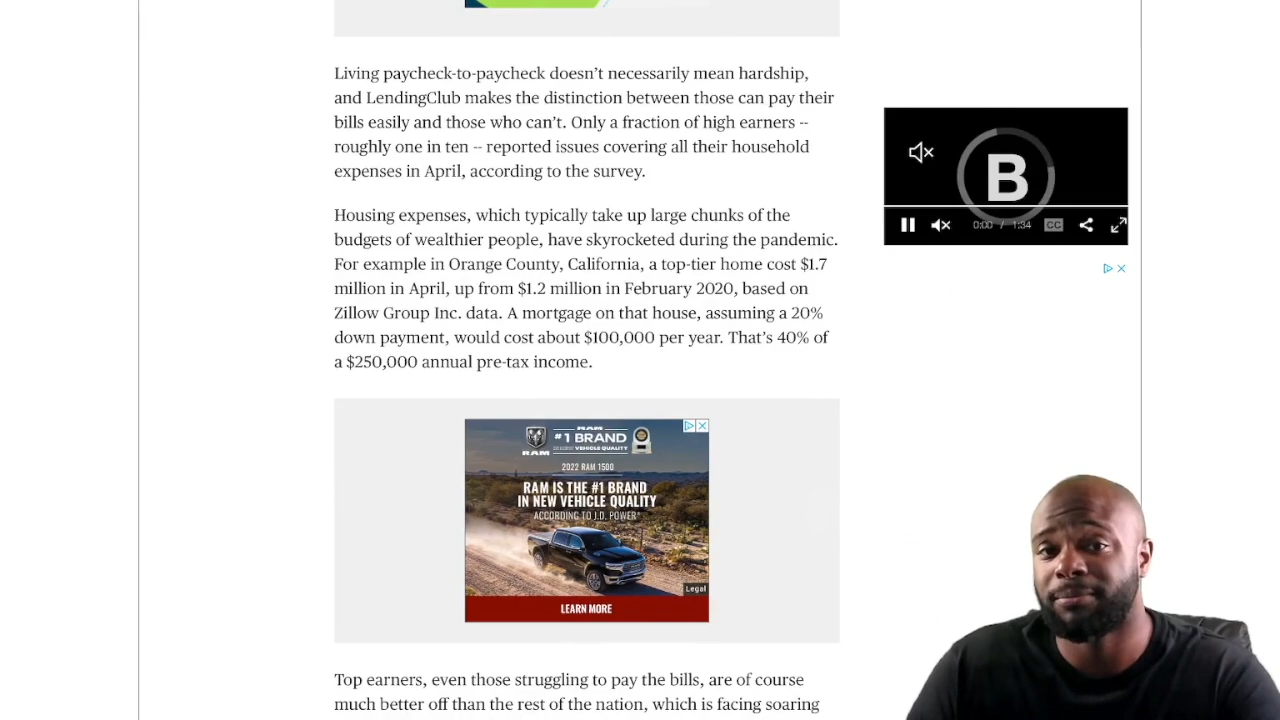 Living paycheck-to-paycheck doesn't necessarily mean hardship,
and LendingClub makes the distinction between those can pay their
bills easily and those who can't. Only a fraction of high earners --
roughly one in ten -- reported issues covering all their household
expenses in April, according to the survey.
B
0:00 / 1:34 CC
Housing expenses, which typically take up large chunks of the
budgets of wealthier people, have skyrocketed during the pandemic.
For example in Orange County, California, a top-tier home cost $1.7
million in April, up from $1.2 million in February 2020, based on
Zillow Group Inc. data. A mortgage on that house, assuming a 20%
down payment, would cost about $100,000 per year. That's 40% of
a $250,000 annual pre-tax income.
RAM
RAM
#1 BRAND
IN NEW VEHICLE QUALITY
2022 RAM 1500
RAM IS THE #1 BRAND
IN NEW VEHICLE QUALITY
ACCORDING TO J.D. POWER*
Legal
LEARN MORE
Top earners, even those struggling to pay the bills, are of course
much better off than the rest of the nation, which is facing soaring